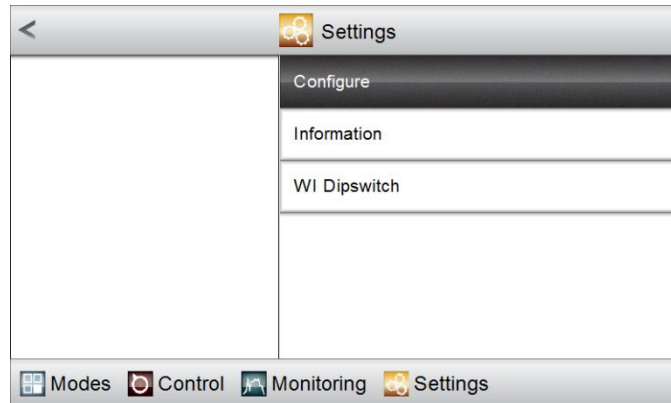 <
Settings
Configure
Information
WI Dipswitch
Modes Control Monitoring Settings